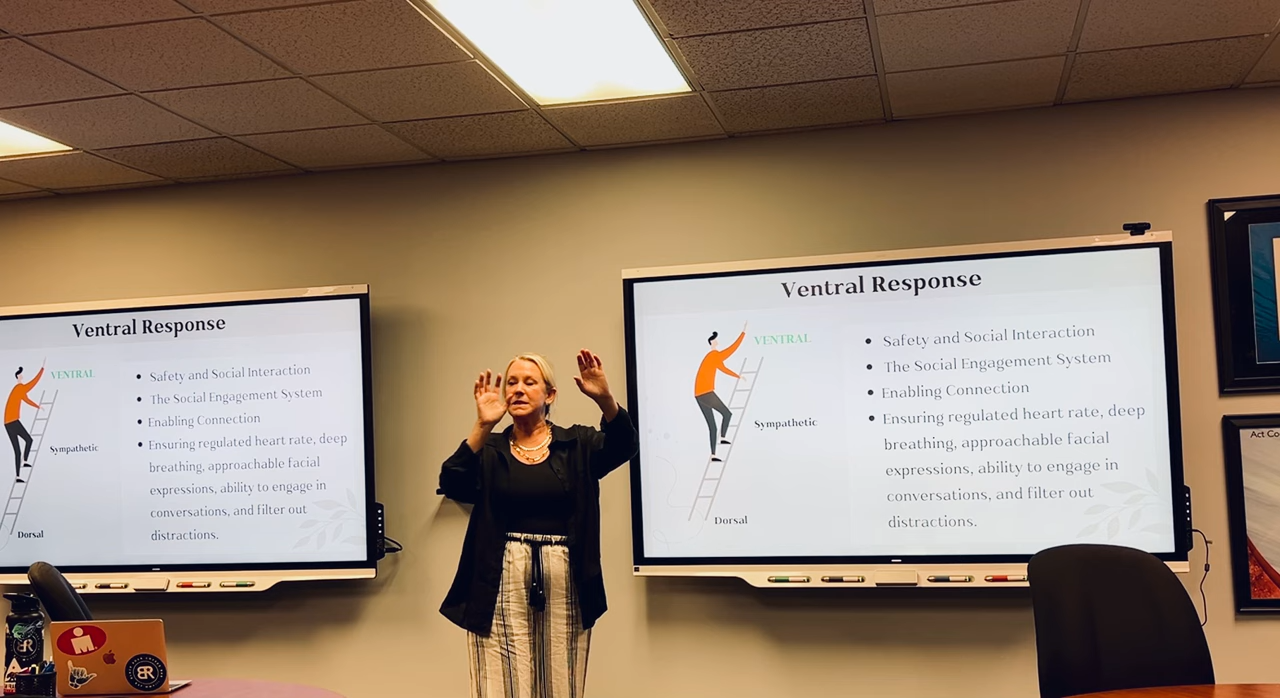 Ventral Response
VENTRAL
Sympathetic
Dorsal
Safety and Social Interaction
The Social Engagement System
Enabling Connection
Ensuring regulated heart rate, deep
breathing, approachable facial
expressions, ability to engage in
conversations, and filter out
distractions.
Ventral Response
VENTRAL
Sympathetic
Dorsal
Safety and Social Interaction
The Social Engagement System
Enabling Connection
Ensuring regulated heart rate, deep
breathing, approachable facial
expressions, ability to engage in
conversations, and filter out
distractions.
Act Co
BR